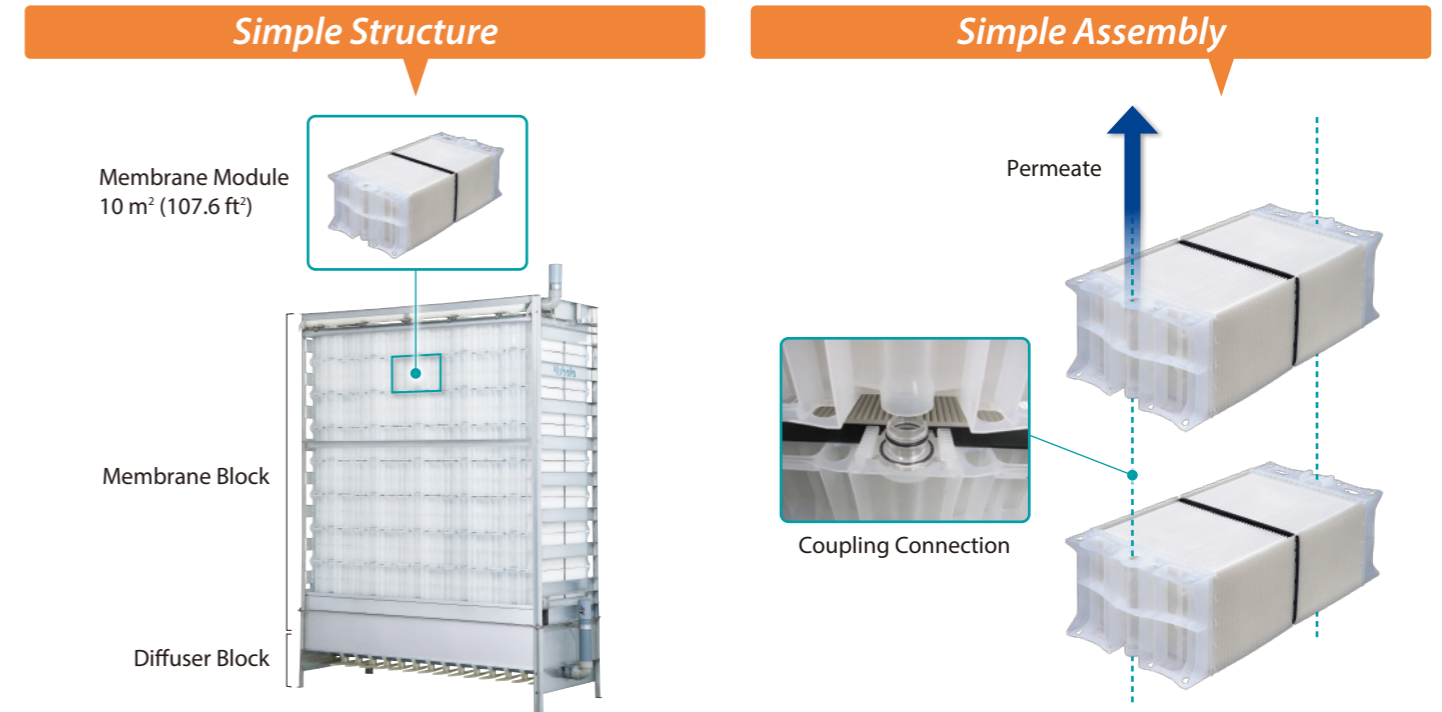 Simple Structure
Membrane Module
10 m² (107.6 ft²)
Membrane Block
Diffuser Block
Simple Assembly
Permeate
Coupling Connection